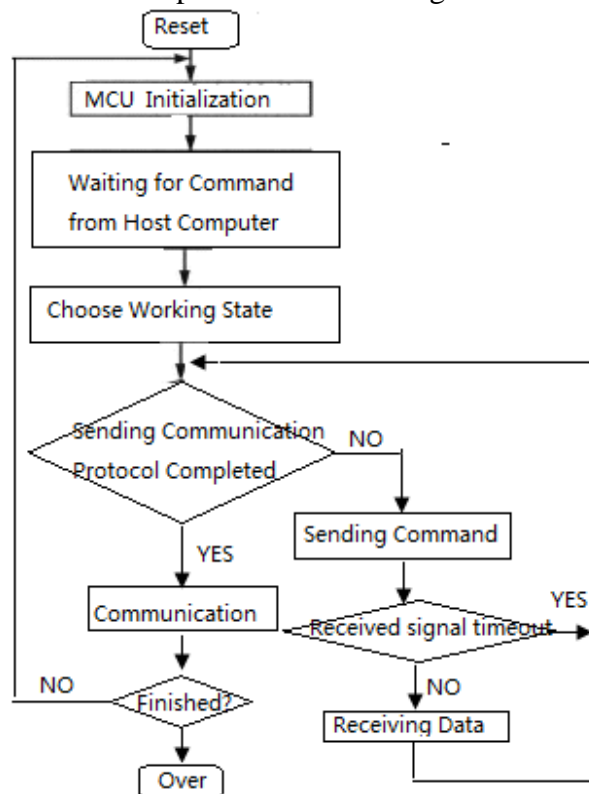 Reset
MCU Initialization
Waiting for Command
from Host Computer
Choose Working State
Sending Communication
Protocol Completed
NO
Sending Command
YES
Communication
Received signal timeout
YES
NO
Finished?
NO
Receiving Data
Over